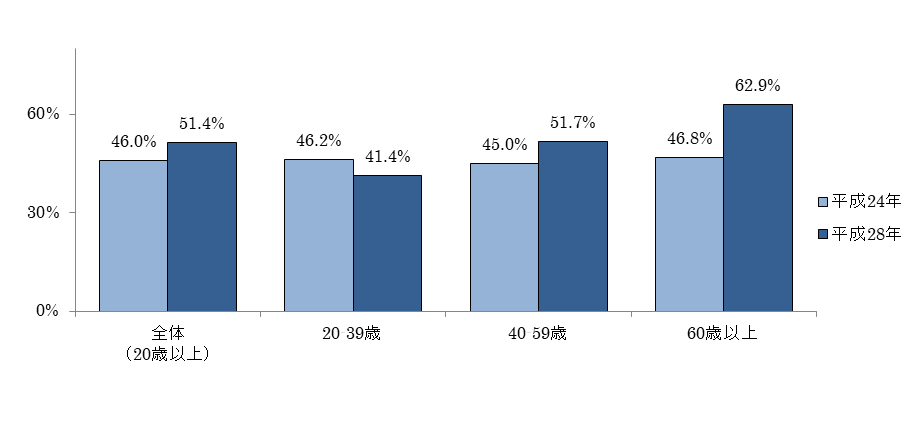 60%
30%
0%
46.0%
51.4%
46.2%
41.4%
45.0%
51.7%
46.8%
62.9%
全体
（20歳以上）
20-39歳
40-59歳
60歳以上
平成24年
平成28年